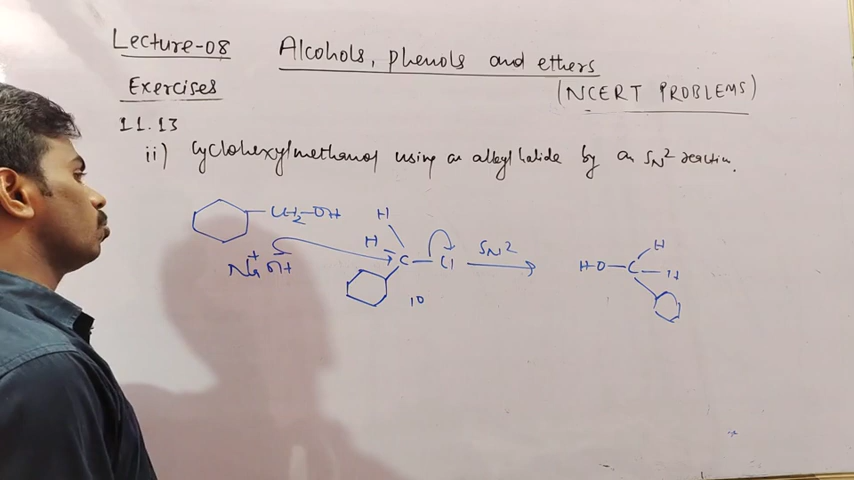 Lecture-08 Alcohols, phenols and ethers
Exercises (NCERT PROBLEMS)
11.13
ii) Cyclohexylmethanol using an alkyl halide by an SN2 reaction.
CH2-OH
H
H
C-Cl
Na+ OH-
10
SN2
HO-C-H
H